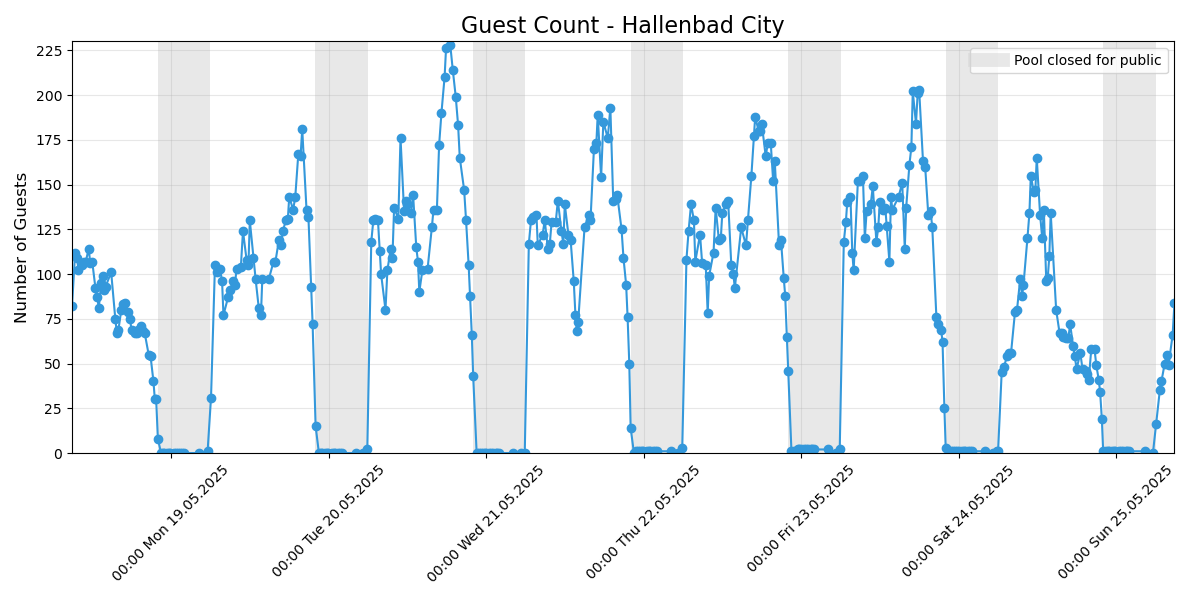 Guest Count - Hallenbad City
Number of Guests
225
200
175
150
125
100
75
50
25
0
Pool closed for public
00:00 Mon 19.05.2025
00:00 Tue 20.05.2025
00:00 Wed 21.05.2025
00:00 Thu 22.05.2025
00:00 Fri 23.05.2025
00:00 Sat 24.05.2025
00:00 Sun 25.05.2025